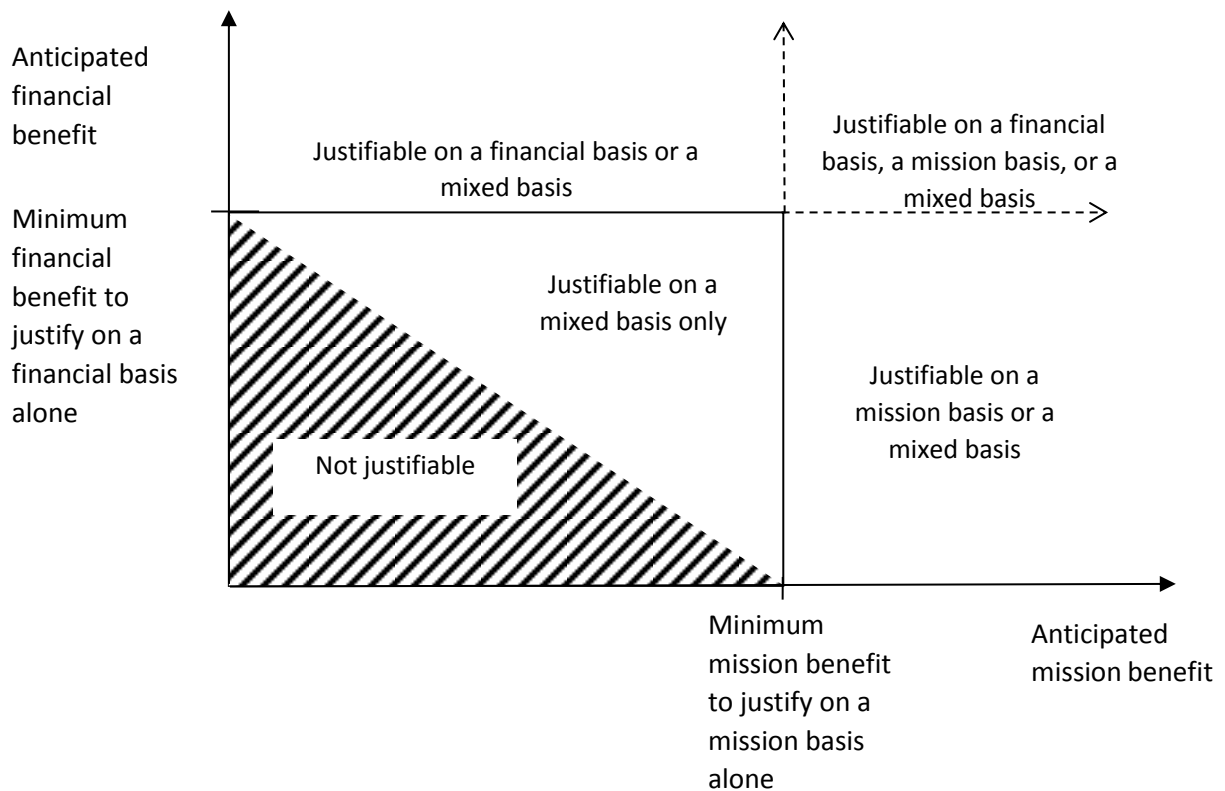 Anticipated
financial
benefit
Justifiable on a financial basis or a
mixed basis
Justifiable on a financial
basis, a mission basis, or a
mixed basis
Minimum
financial
benefit to
justify on a
financial basis
alone
Justifiable on a
mixed basis only
Justifiable on a
mission basis or a
mixed basis
Not justifiable
Minimum
mission benefit
to justify on a
mission basis
alone
Anticipated
mission benefit